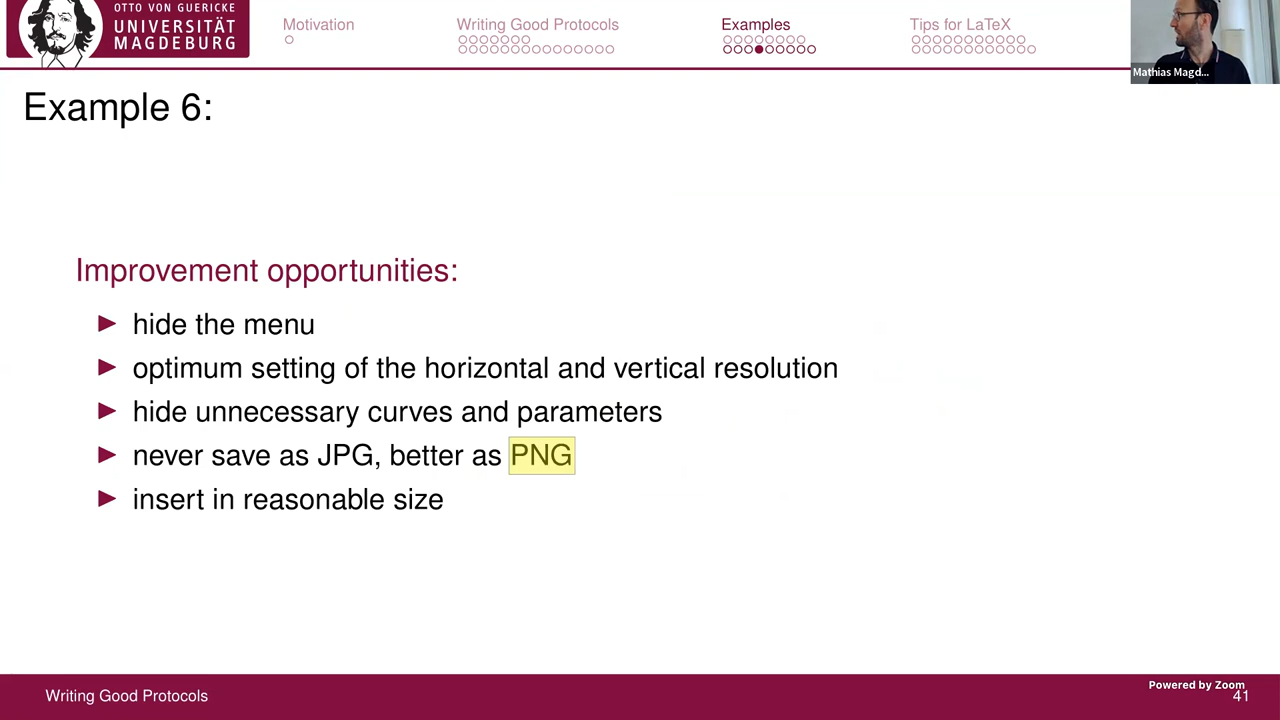 OTTO VON GUERICKE
UNIVERSITÄT
MAGDEBURG
Motivation
Writing Good Protocols
Examples
Tips for LaTeX
Mathias Magd...
Example 6:
Improvement opportunities:
hide the menu
optimum setting of the horizontal and vertical resolution
hide unnecessary curves and parameters
never save as JPG, better as PNG
insert in reasonable size
Writing Good Protocols
Powered by Zoom
41